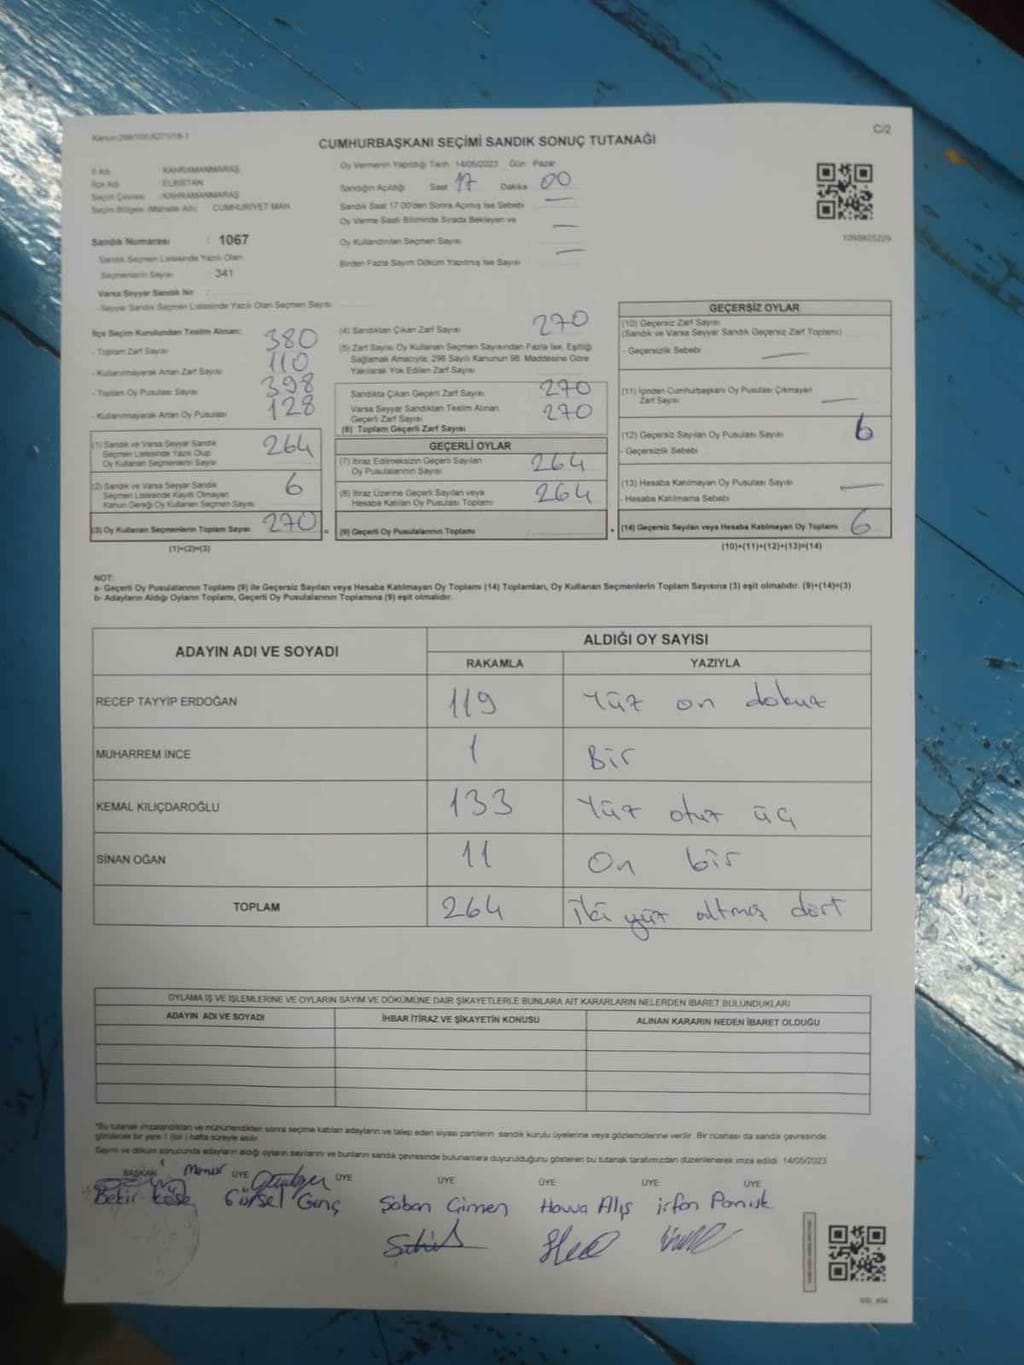 C/2
CUMHURBAŞKANI SEÇİMİ SANDIK SONUÇ TUTANAĞI
İl Adı : KAHRAMANMARAŞ
İlçe Adı : ELBİSTAN
Seçim Çevresi : KAHRAMANMARAŞ
Seçim Bölgesi (Mahalle Adı) : CUMHURİYET MAH.
Sandık Numarası : 1067
Sandık Seçmen Listesinde Yazılı Olan
Seçmenlerin Sayısı : 341
Varsa Seyyar Sandık No :
- Seyyar Sandık Seçmen Listesinde Yazılı Olan Seçmen Sayısı
Oy Vermenin Yapıldığı Tarih 14/05/2023 Gün Pazar
Sandığın Açıldığı Saat 17 Dakika 00
Sandık Saat 17.00'den Sonra Açılmış İse Sebebi —
Oy Verme Saati Bitiminde Sırada Bekleyen ve
Oy Kullandırılan Seçmen Sayısı —
Birden Fazla Sayım Döküm Yapılmış İse Sayısı —
1093825229
İlçe Seçim Kurulundan Teslim Alınan:
- Toplam Zarf Sayısı 380
- Kullanılmayarak Artan Zarf Sayısı 110
- Toplam Oy Pusulası Sayısı 398
- Kullanılmayarak Artan Oy Pusulası 128
(1) Sandık ve Varsa Seyyar Sandık
Seçmen Listesinde Yazılı Olup
Oy Kullanan Seçmenlerin Sayısı 264
(2) Sandık ve Varsa Seyyar Sandık
Seçmen Listesinde Kayıtlı Olmayan
Kanun Gereği Oy Kullanan Seçmen Sayısı 6
(3) Oy Kullanan Seçmenlerin Toplam Sayısı 270 =
(1)+(2)=(3)
(4) Sandıktan Çıkan Zarf Sayısı 270
(5) Zarf Sayısı Oy Kullanan Seçmen Sayısından Fazla İse, Eşitliği
Sağlamak Amacıyla, 298 Sayılı Kanunun 98. Maddesine Göre
Yakılarak Yok Edilen Zarf Sayısı
Sandıkta Çıkan Geçerli Zarf Sayısı 270
Varsa Seyyar Sandıktan Teslim Alınan
Geçerli Zarf Sayısı 270
(6) Toplam Geçerli Zarf Sayısı
GEÇERLİ OYLAR
(7) İtiraz Edilmeksizin Geçerli Sayılan
Oy Pusulalarının Sayısı 264
(8) İtiraz Üzerine Geçerli Sayılan veya
Hesaba Katılan Oy Pusulası Toplamı 264
(9) Geçerli Oy Pusulalarının Toplamı +
GEÇERSİZ OYLAR
(10) Geçersiz Zarf Sayısı
(Sandık ve Varsa Seyyar Sandık Geçersiz Zarf Toplamı)
- Geçersizlik Sebebi —
(11) İçinden Cumhurbaşkanı Oy Pusulası Çıkmayan
Zarf Sayısı —
(12) Geçersiz Sayılan Oy Pusulası Sayısı 6
- Geçersizlik Sebebi
(13) Hesaba Katılmayan Oy Pusulası Sayısı —
- Hesaba Katılmama Sebebi
(14) Geçersiz Sayılan veya Hesaba Katılmayan Oy Toplamı 6
(10)+(11)+(12)+(13)=(14)
NOT:
a- Geçerli Oy Pusulalarının Toplamı (9) ile Geçersiz Sayılan veya Hesaba Katılmayan Oy Toplamı (14) Toplamları, Oy Kullanan Seçmenlerin Toplam Sayısına (3) eşit olmalıdır. (9)+(14)=(3)
b- Adayların Aldığı Oyların Toplamı, Geçerli Oy Pusulalarının Toplamına (9) eşit olmalıdır.
ADAYIN ADI VE SOYADI ALDIĞI OY SAYISI
RAKAMLA YAZIYLA
RECEP TAYYİP ERDOĞAN 119 Yüz on dokuz
MUHARREM İNCE 1 Bir
KEMAL KILIÇDAROĞLU 133 Yüz otuz üç
SİNAN OĞAN 11 On bir
TOPLAM 264 İki yüz altmış dört
OYLAMA İŞ VE İŞLEMLERİNE VE OYLARIN SAYIM VE DÖKÜMÜNE DAİR ŞİKAYETLERLE BUNLARA AİT KARARLARIN NELERDEN İBARET BULUNDUKLARI
ADAYIN ADI VE SOYADI İHBAR İTİRAZ VE ŞİKAYETİN KONUSU ALINAN KARARIN NEDEN İBARET OLDUĞU
*Bu tutanak imzalandıktan ve mühürlendikten sonra seçime katılan adayların ve talep eden siyasi partilerin sandık kurulu üyelerine veya gözlemcilerine verilir. Bir nüshası da sandık çevresinde
görülebilir bir yere 1 (bir) hafta süreyle asılır.
Sayım ve döküm sonucunda adayların aldığı oyların sayılarını ve bunların sandık çevresinde bulunanlara duyurulduğunu gösteren bu tutanak tarafımızdan düzenlenerek imza edildi. 14/05/2023
BAŞKAN ÜYE ÜYE ÜYE ÜYE ÜYE ÜYE
Bekir Köse Gürsel Genç Şaban Çimen Havva Alış İrfan Pamuk